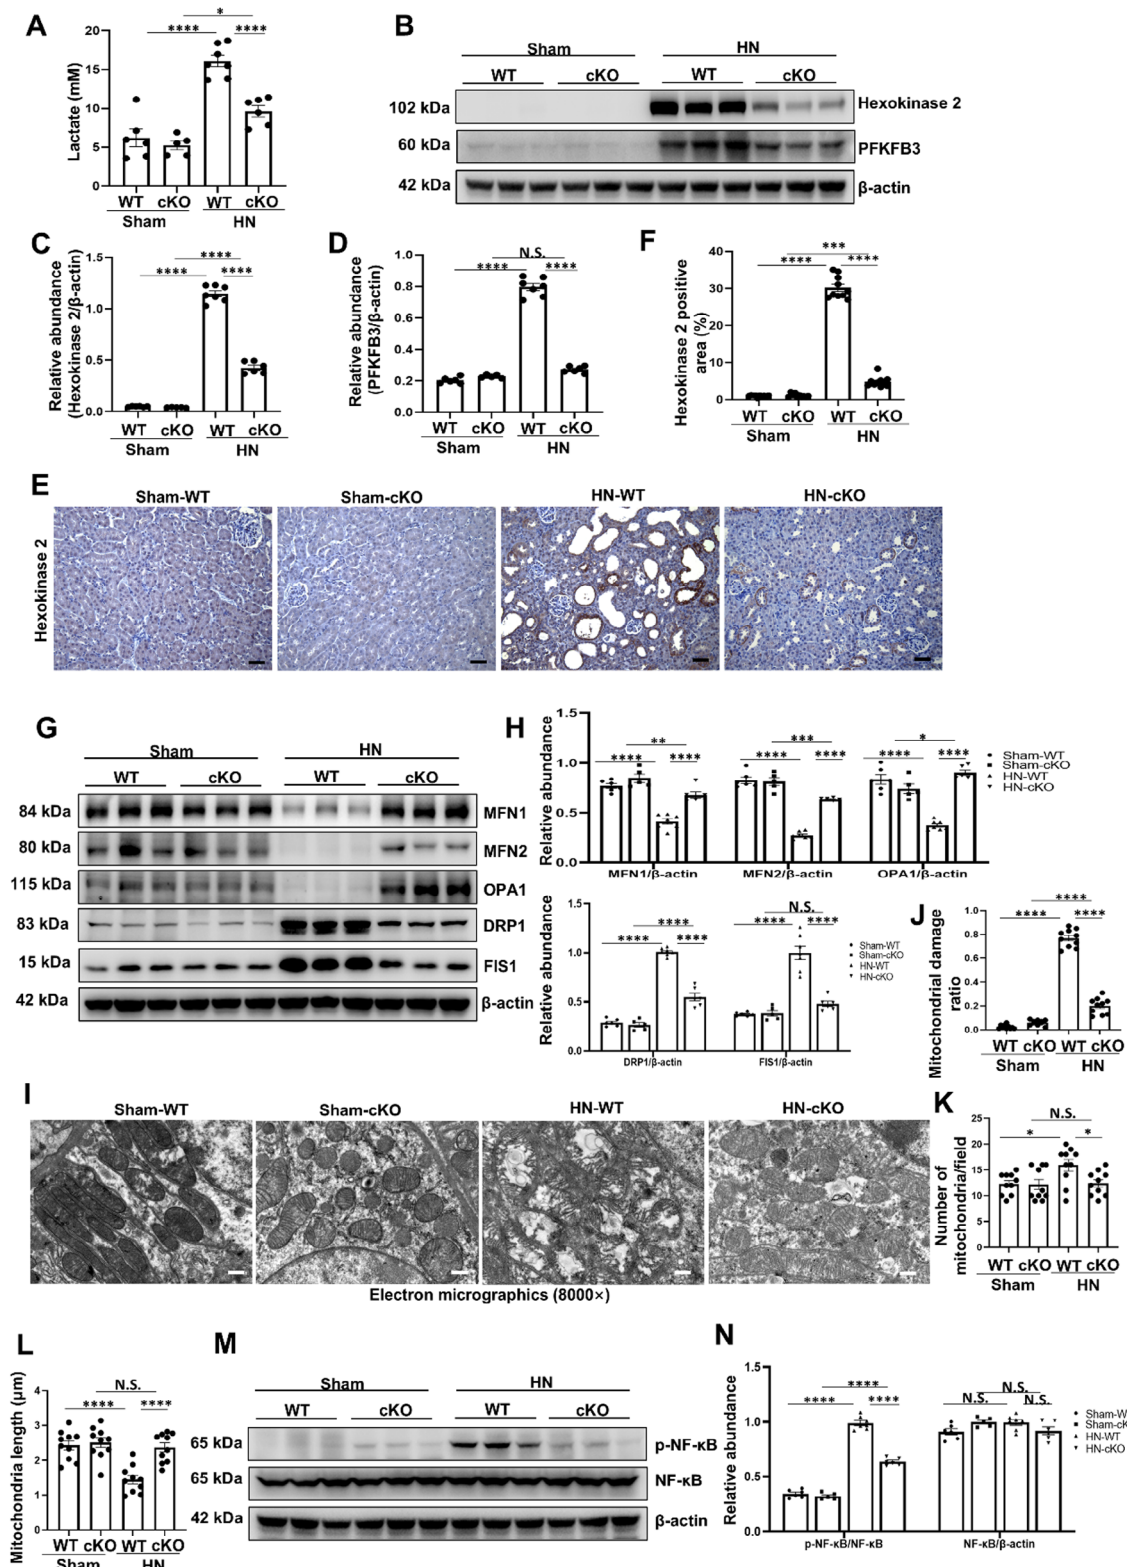 A
Lactate (mM)
20
15
10
5
0
****
*
****
WT cKO WT cKO
Sham HN
B
Sham HN
WT cKO WT cKO
102 kDa Hexokinase 2
60 kDa PFKFB3
42 kDa β-actin
C
Relative abundance
(Hexokinase 2/β-actin)
1.5
1.0
0.5
0.0
****
****
****
WT cKO WT cKO
Sham HN
D
Relative abundance
(PFKFB3/β-actin)
1.0
0.8
0.6
0.4
0.2
0.0
N.S.
****
****
WT cKO WT cKO
Sham HN
F
Hexokinase 2 positive
area (%)
40
30
20
10
0
***
****
****
WT cKO WT cKO
Sham HN
E
Sham-WT Sham-cKO HN-WT HN-cKO
Hexokinase 2
G
Sham HN
WT cKO WT cKO
84 kDa MFN1
80 kDa MFN2
115 kDa OPA1
83 kDa DRP1
15 kDa FIS1
42 kDa β-actin
H
Relative abundance
1.5
1.0
0.5
0.0
**
**** ****
***
**** ****
*
**** ****
MFN1/β-actin MFN2/β-actin OPA1/β-actin
Sham-WT
Sham-cKO
HN-WT
HN-cKO
Relative abundance
1.5
1.0
0.5
0.0
****
**** ****
N.S.
**** ****
DRP1/β-actin FIS1/β-actin
Sham-WT
Sham-cKO
HN-WT
HN-cKO
J
Mitochondrial damage
ratio
1.0
0.8
0.6
0.4
0.2
0.0
****
**** ****
WT cKO WT cKO
Sham HN
I
Sham-WT Sham-cKO HN-WT HN-cKO
Electron micrographics (8000×)
K
Number of
mitochondria/field
25
20
15
10
5
0
N.S.
* *
WT cKO WT cKO
Sham HN
L
Mitochondria length (μm)
4
3
2
1
0
N.S.
**** ****
WT cKO WT cKO
Sham HN
M
Sham HN
WT cKO WT cKO
65 kDa p-NF-κB
65 kDa NF-κB
42 kDa β-actin
N
Relative abundance
1.5
1.0
0.5
0.0
****
**** ****
N.S.
N.S. N.S.
p-NF-κB/NF-κB NF-κB/β-actin
Sham-W
Sham-cK
HN-WT
HN-cKO